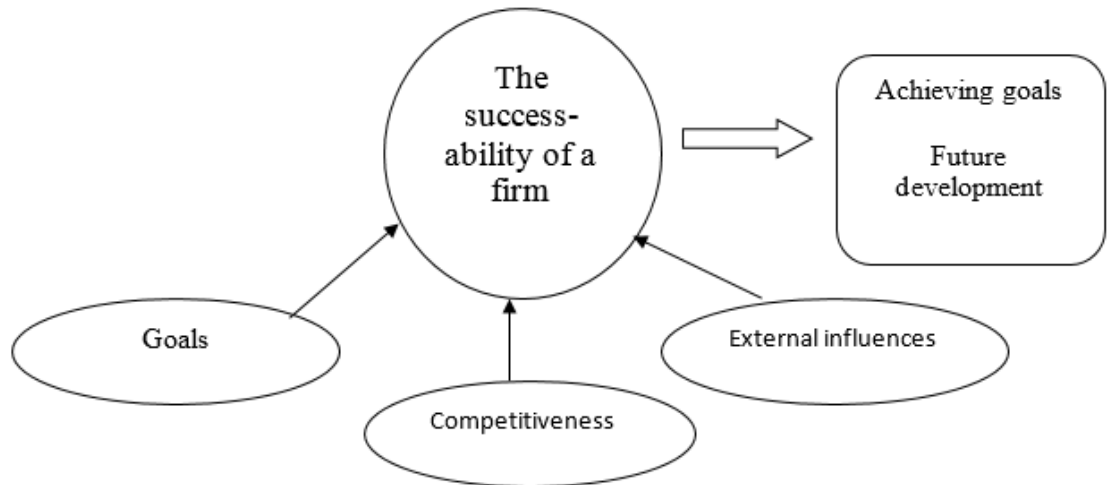 The
success-
ability of a
firm
Achieving goals
Future
development
Goals
External influences
Competitiveness